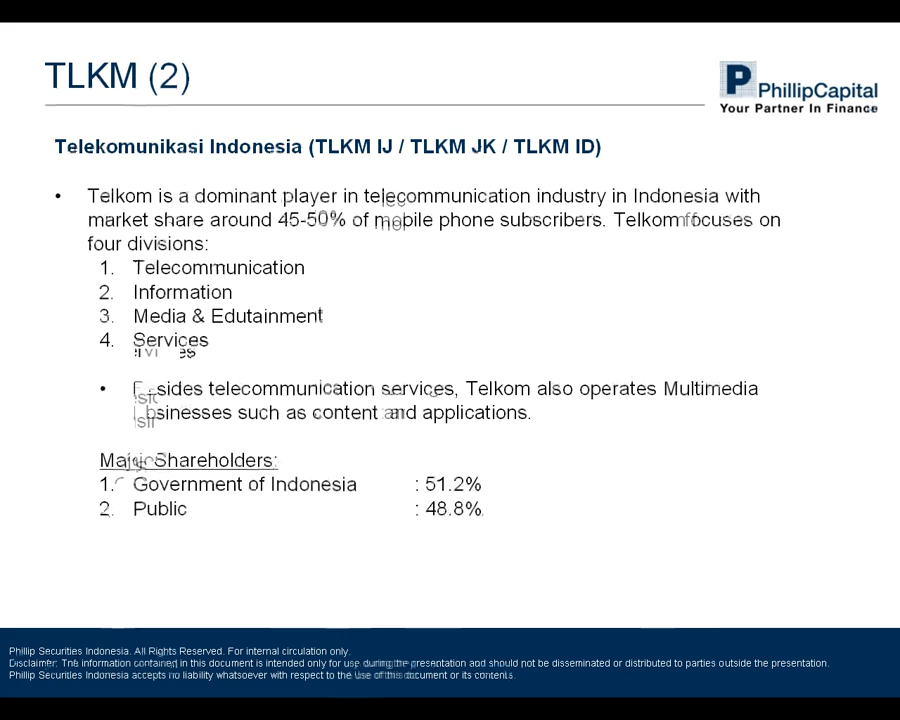 TLKM (2)
PhillipCapital
Your Partner In Finance
Telekomunikasi Indonesia (TLKM IJ / TLKM JK / TLKM ID)
• Telkom is a dominant player in telecommunication industry in Indonesia with
market share around 45-50% of mobile phone subscribers. Telkom focuses on
four divisions:
1. Telecommunication
2. Information
3. Media & Edutainment
4. Services
• Besides telecommunication services, Telkom also operates Multimedia
businesses such as content and applications.
Major Shareholders:
1. Government of Indonesia : 51.2%
2. Public : 48.8%
Phillip Securities Indonesia. All Rights Reserved. For internal circulation only.
Disclaimer: The information contained in this document is intended only for use during the presentation and should not be disseminated or distributed to parties outside the presentation.
Phillip Securities Indonesia accepts no liability whatsoever with respect to the use of this document or its contents.